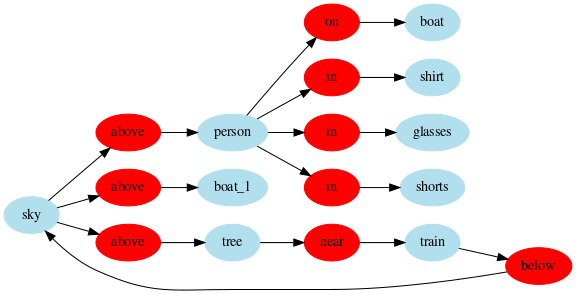 on
boat
in
shirt
above
person
in
glasses
above
boat_1
in
shorts
sky
above
tree
near
train
below